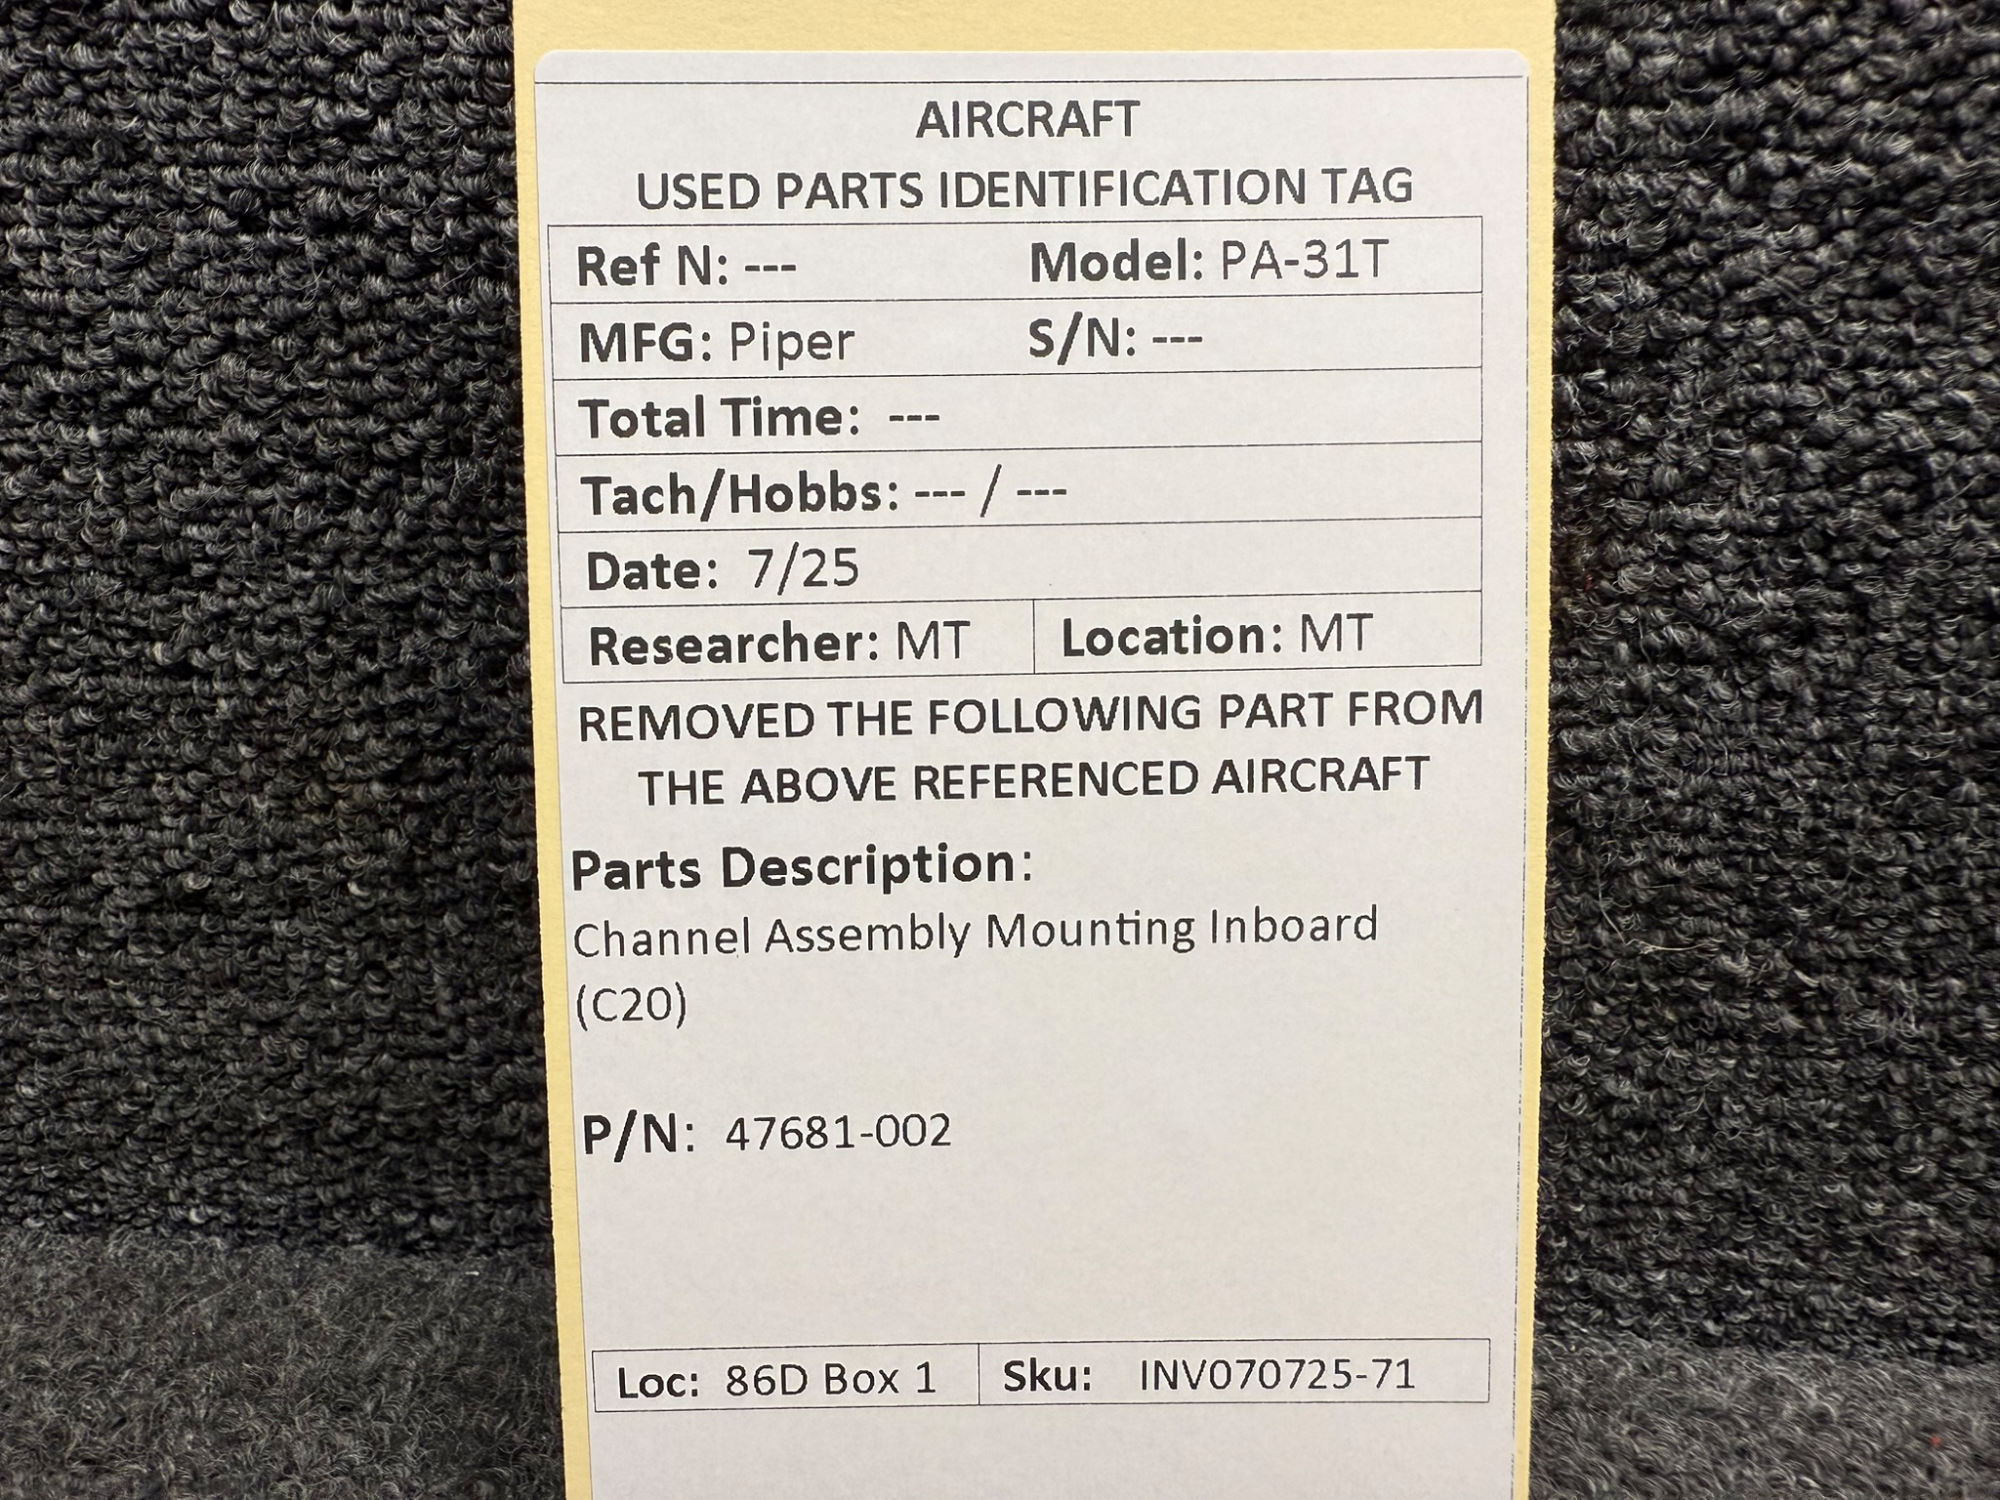 AIRCRAFT
USED PARTS IDENTIFICATION TAG
Ref N: --- Model: PA-31T
MFG: Piper S/N: ---
Total Time: ---
Tach/Hobbs: --- / ---
Date: 7/25
Researcher: MT Location: MT
REMOVED THE FOLLOWING PART FROM
THE ABOVE REFERENCED AIRCRAFT
Parts Description:
Channel Assembly Mounting Inboard
(C20)
P/N: 47681-002
Loc: 86D Box 1 Sku: INV070725-71